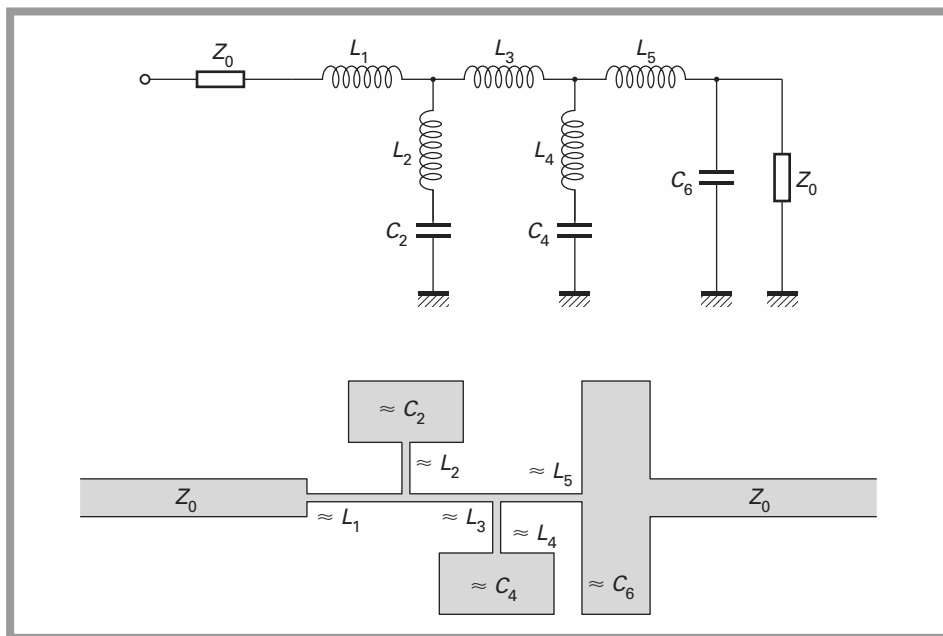 Z₀
L₁
L₃
L₅
L₂
L₄
C₂
C₄
C₆
Z₀
≈ C₂
≈ L₂
≈ L₅
Z₀
Z₀
≈ L₁
≈ L₃
≈ L₄
≈ C₄
≈ C₆